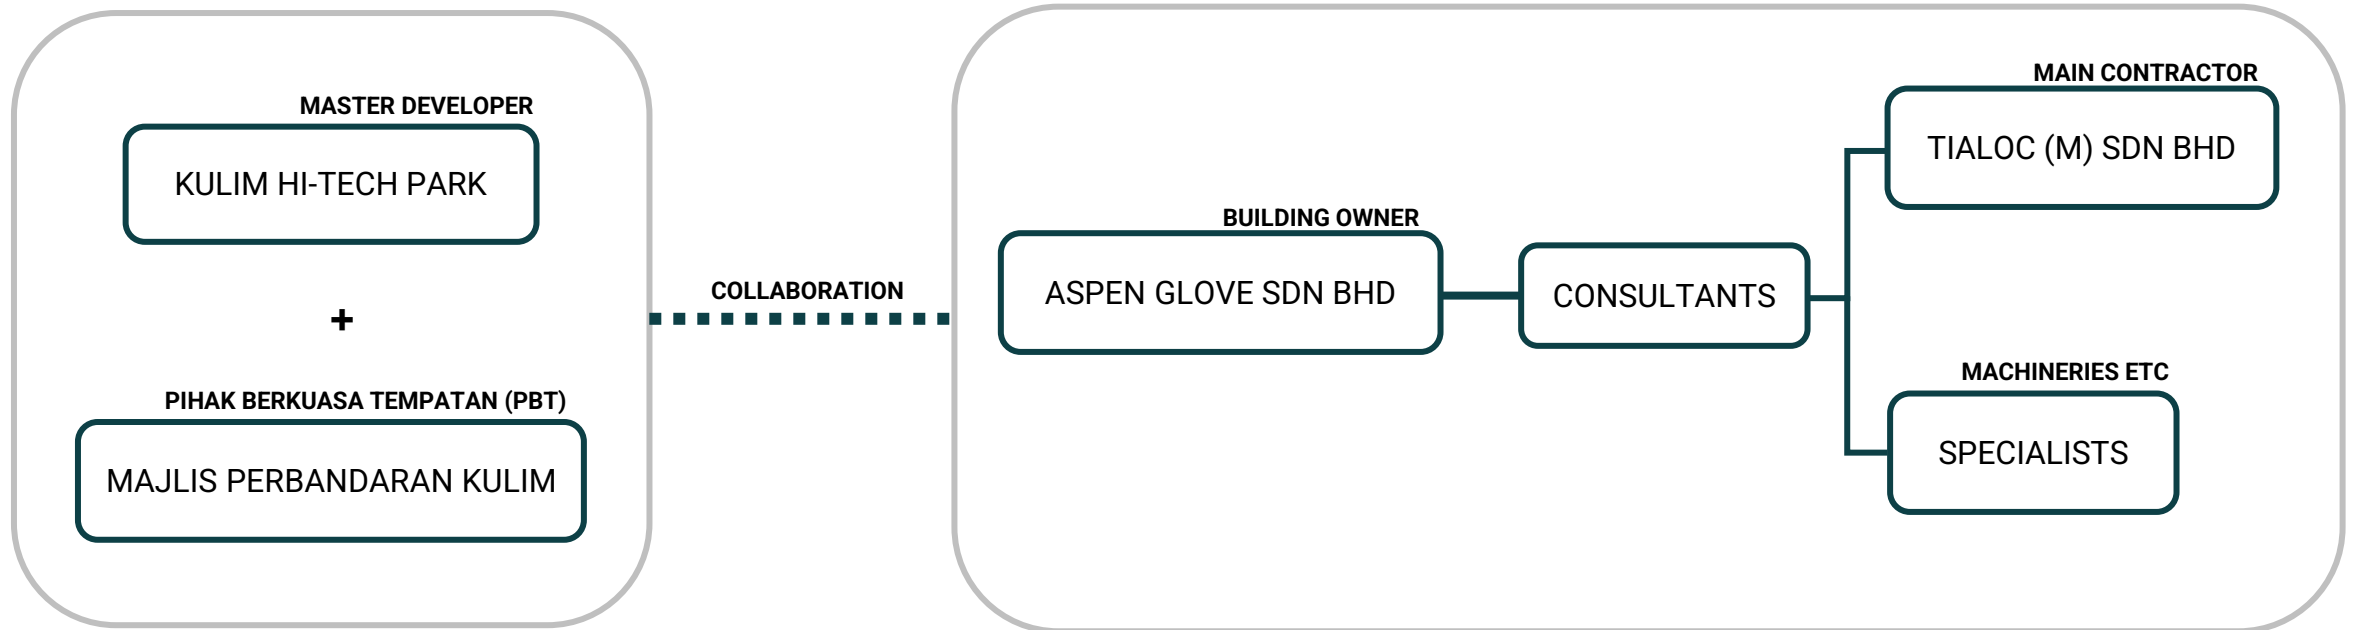 MASTER DEVELOPER
KULIM HI-TECH PARK
+
PIHAK BERKUASA TEMPATAN (PBT)
MAJLIS PERBANDARAN KULIM
COLLABORATION
BUILDING OWNER
ASPEN GLOVE SDN BHD
CONSULTANTS
MAIN CONTRACTOR
TIALOC (M) SDN BHD
MACHINERIES ETC
SPECIALISTS